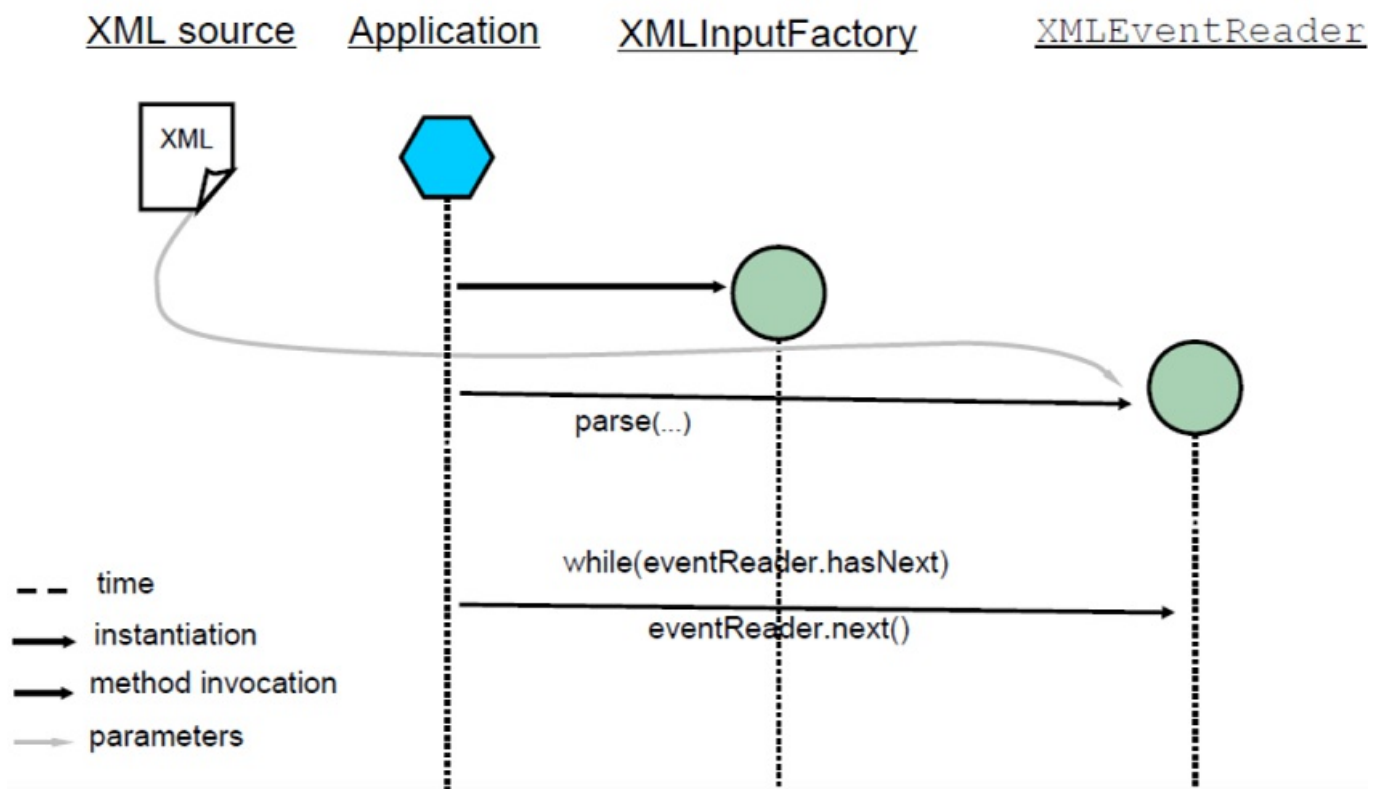 XML source
Application
XMLInputFactory
XMLEventReader
XML
parse(...)
while(eventReader.hasNext)
eventReader.next()
time
instantiation
method invocation
parameters